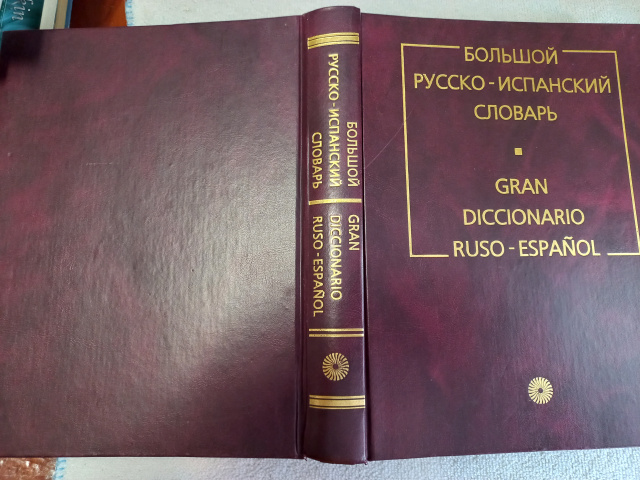 БОЛЬШОЙ
РУССКО-ИСПАНСКИЙ
СЛОВАРЬ
GRAN
DICCIONARIO
RUSO-ESPAÑOL
БОЛЬШОЙ
РУССКО-ИСПАНСКИЙ
СЛОВАРЬ
GRAN
DICCIONARIO
RUSO-ESPAÑOL